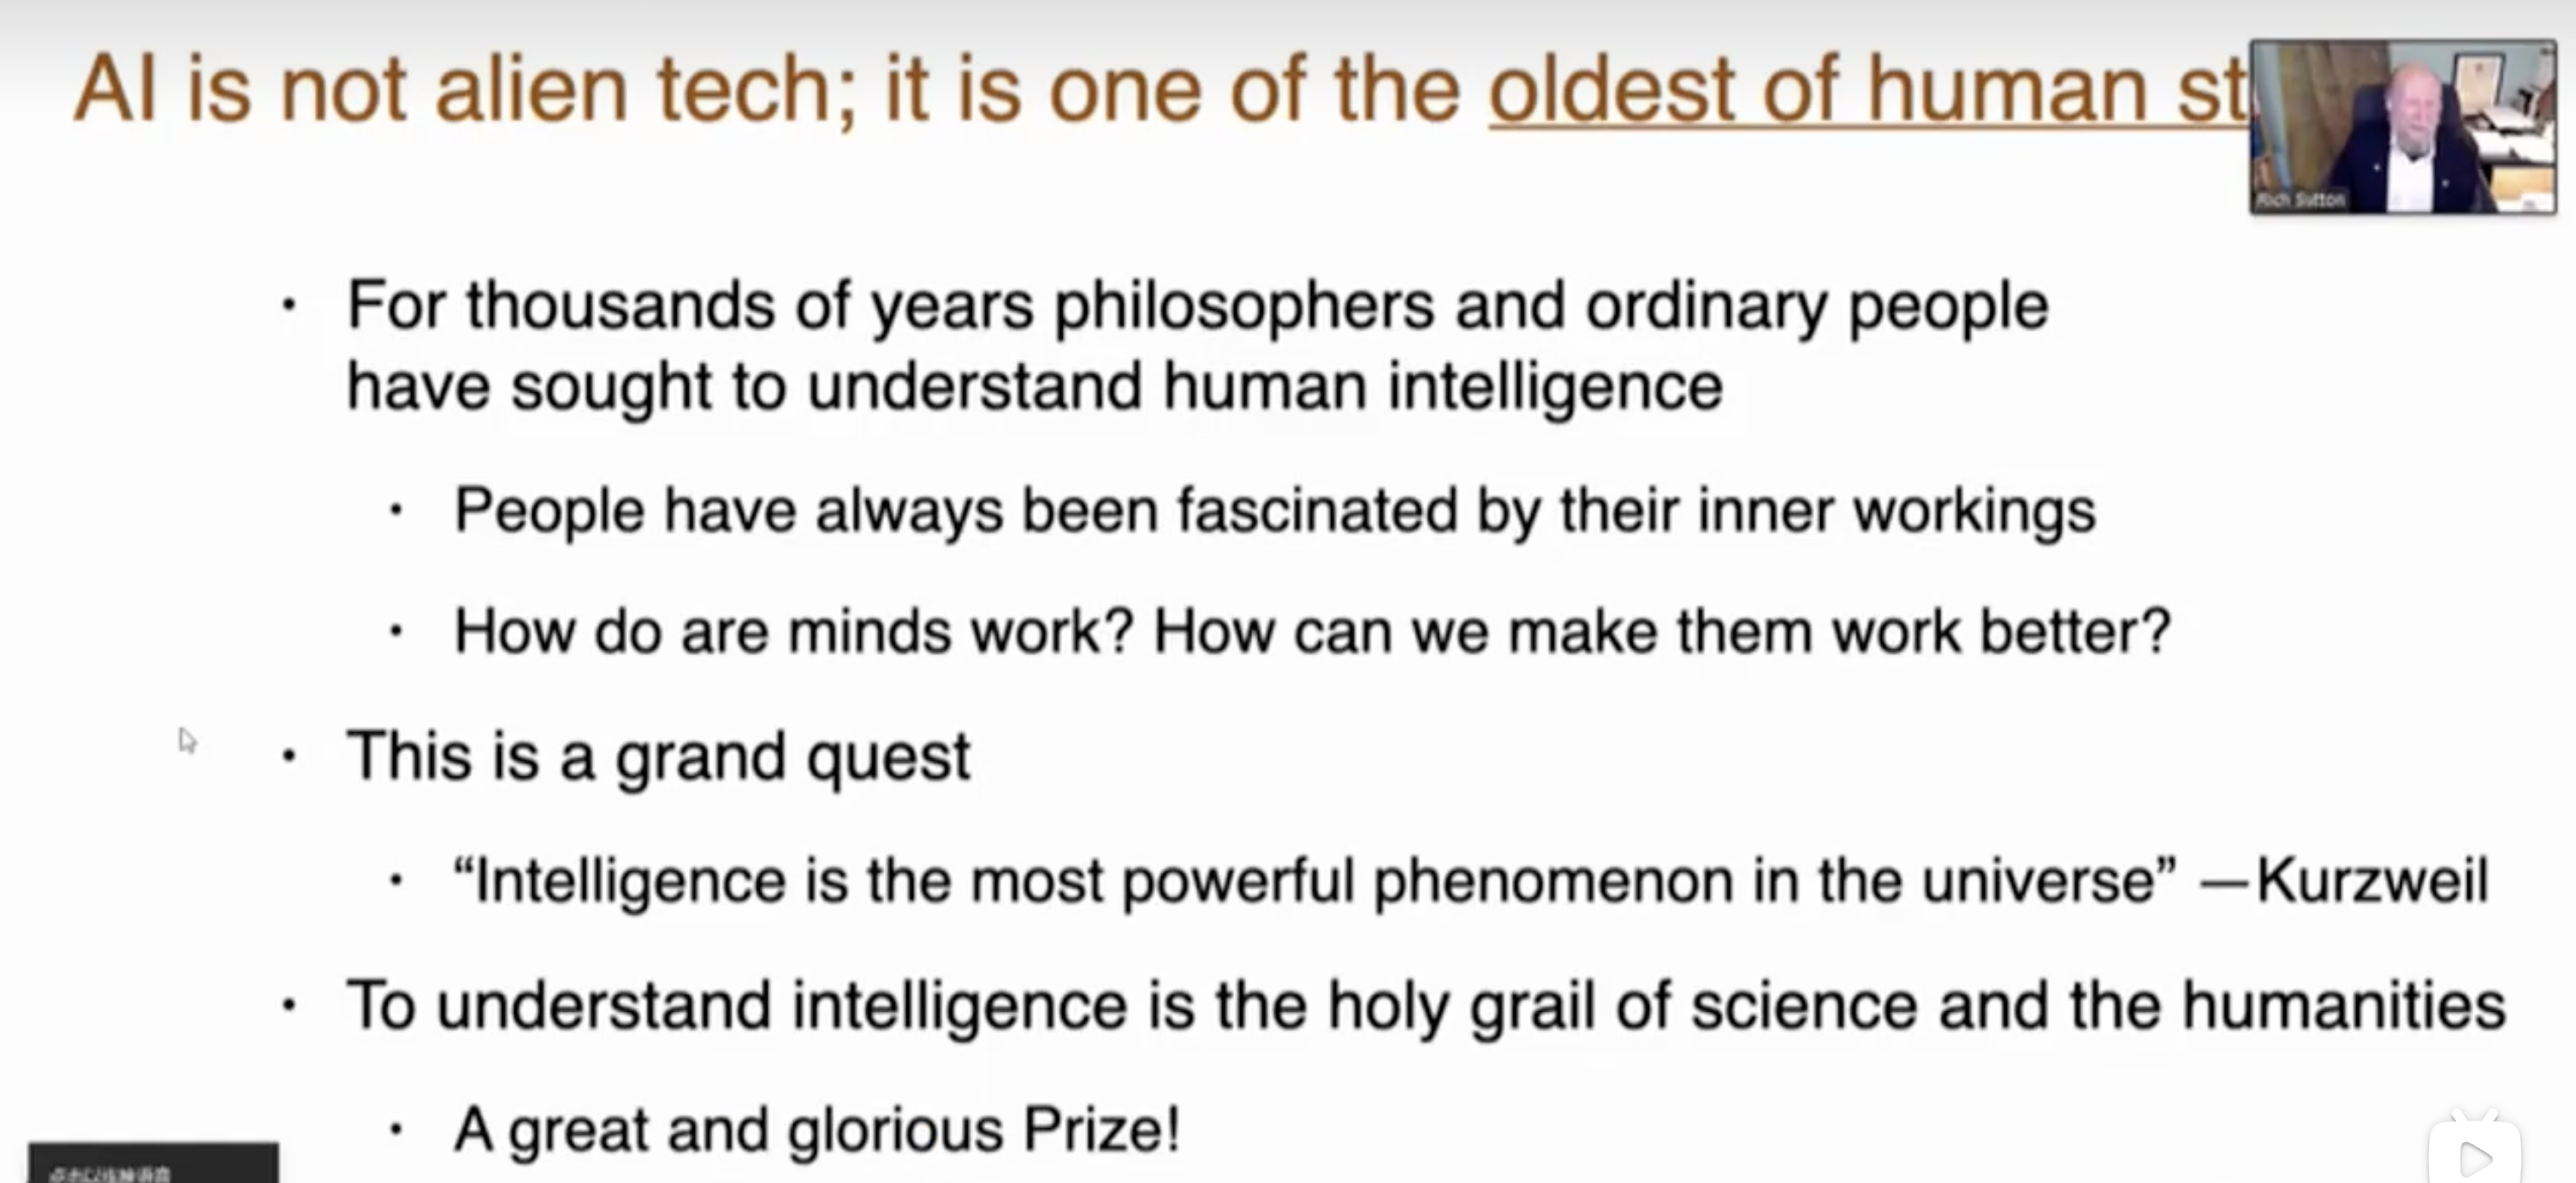 AI is not alien tech; it is one of the oldest of human st
Rich Sutton
· For thousands of years philosophers and ordinary people
have sought to understand human intelligence
· People have always been fascinated by their inner workings
· How do are minds work? How can we make them work better?
· This is a grand quest
· “Intelligence is the most powerful phenomenon in the universe” —Kurzweil
· To understand intelligence is the holy grail of science and the humanities
· A great and glorious Prize!